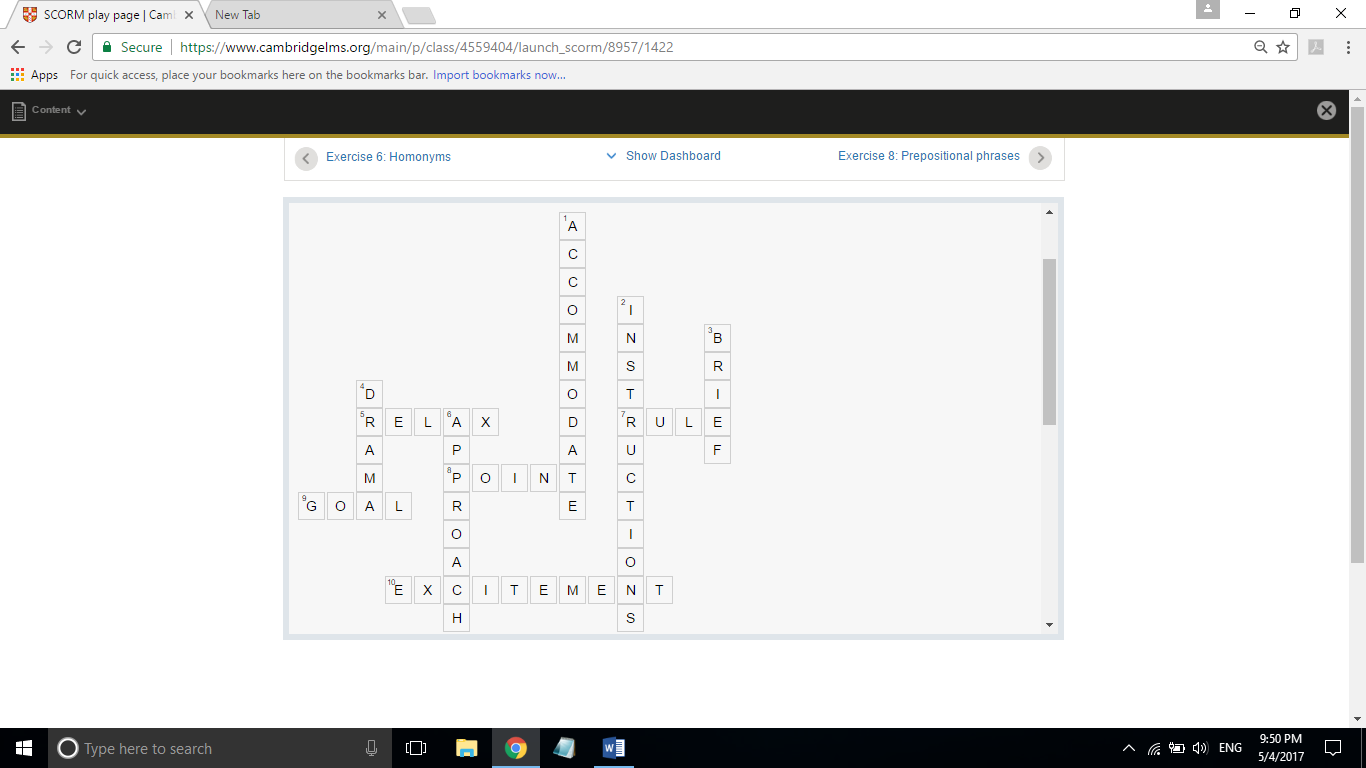 SCORM play page | Cam
New Tab
Secure
https://www.cambridgelms.org/main/p/class/4559404/launch_scorm/8957/1422
Apps
For quick access, place your bookmarks here on the bookmarks bar. Import bookmarks now...
Content
Exercise 6: Homonyms
Show Dashboard
Exercise 8: Prepositional phrases
1 A
C
C
O 2 I
M N 3 B
M S R
4 D O T I
5 R E L 6 A X D 7 R U L E
A P A U F
M 8 P O I N T C
9 G O A L R E T
O I
A O
10 E X C I T E M E N T
H S
Type here to search
ENG
9:50 PM
5/4/2017